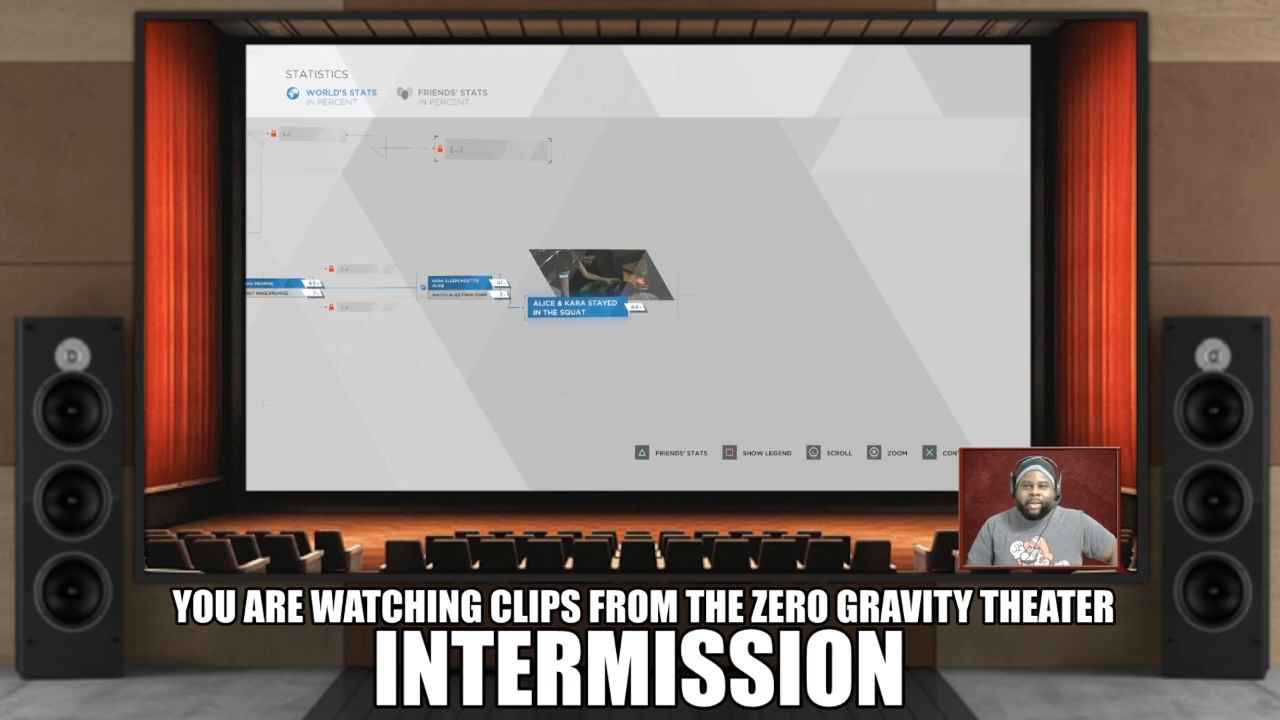 STATISTICS
WORLD'S STATS
IN PERCENT
FRIENDS' STATS
IN PERCENT
[...]
[...]
KARA SLEEPS NEXT TO
ALICE
ALICE & KARA STAYED
IN THE SQUAT
FRIENDS' STATS
SHOW LEGEND
SCROLL
ZOOM
CON
YOU ARE WATCHING CLIPS FROM THE ZERO GRAVITY THEATER
INTERMISSION